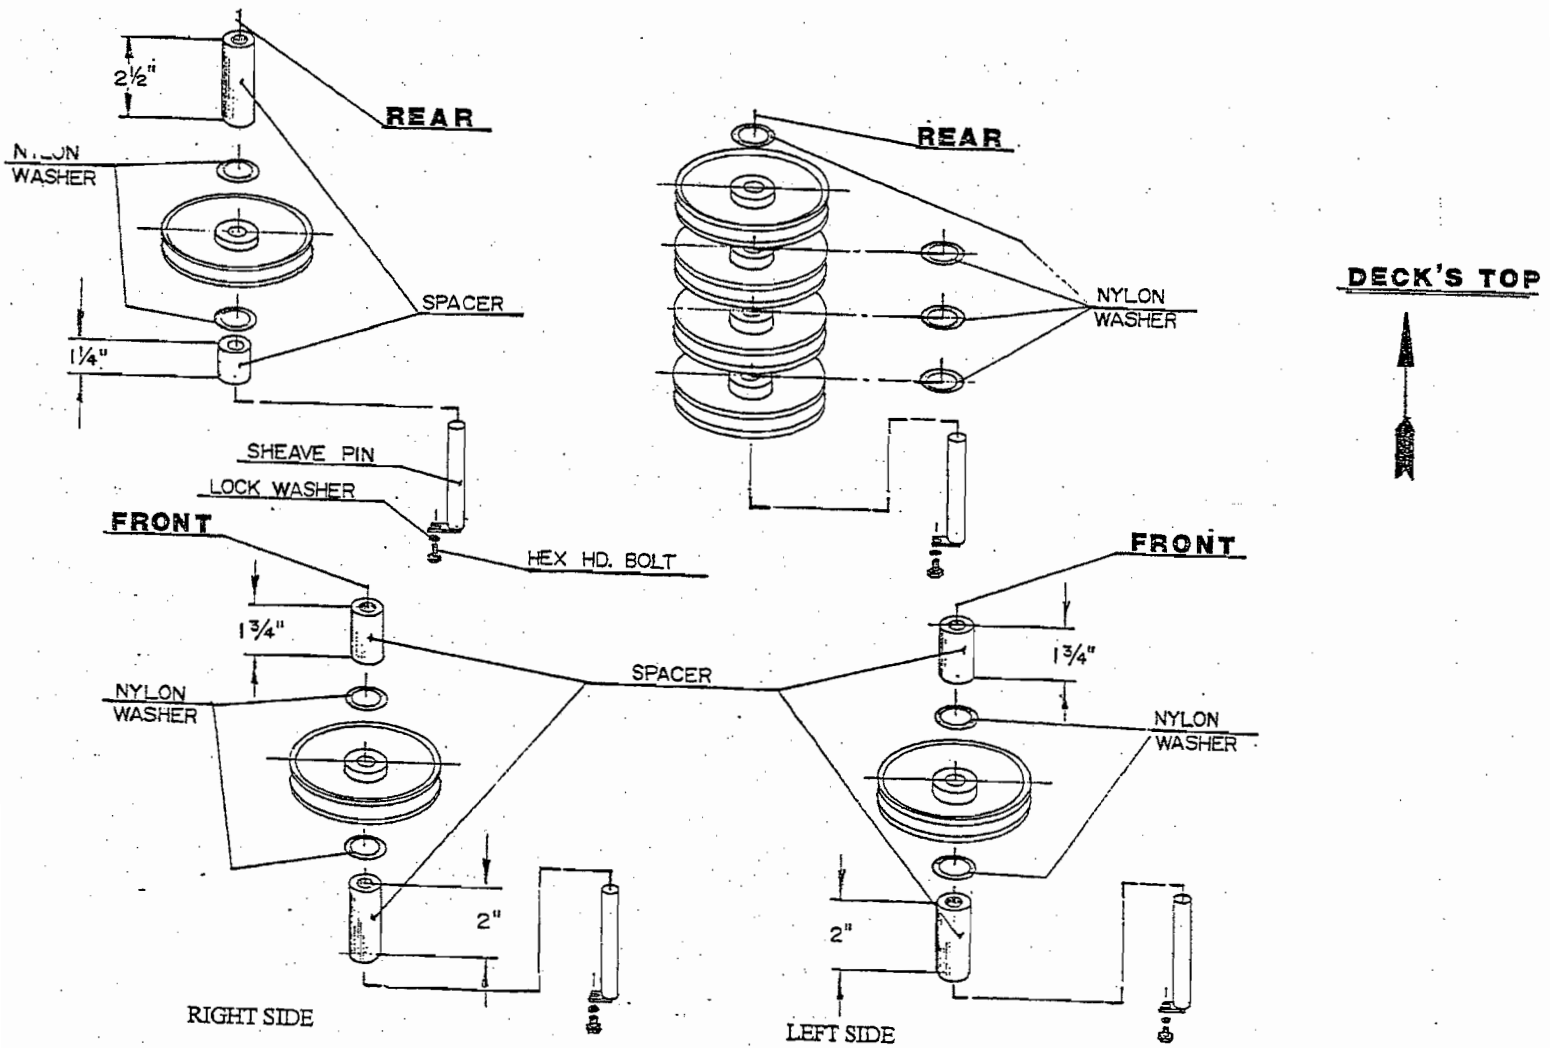 2½"
REAR
NYLON
WASHER
SPACER
1¼"
SHEAVE PIN
LOCK WASHER
HEX HD. BOLT
REAR
NYLON
WASHER
DECK'S TOP
FRONT
1¾"
NYLON
WASHER
2"
RIGHT SIDE
SPACER
FRONT
1¾"
NYLON
WASHER
2"
LEFT SIDE